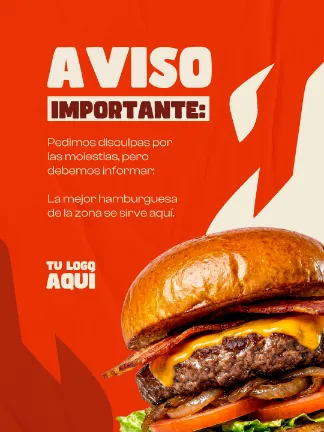 AVISO
IMPORTANTE:
Pedimos disculpas por
las molestias, pero
debemos informar:
La mejor hamburguesa
de la zona se sirve aquí.
TU LOGO
AQUÍ